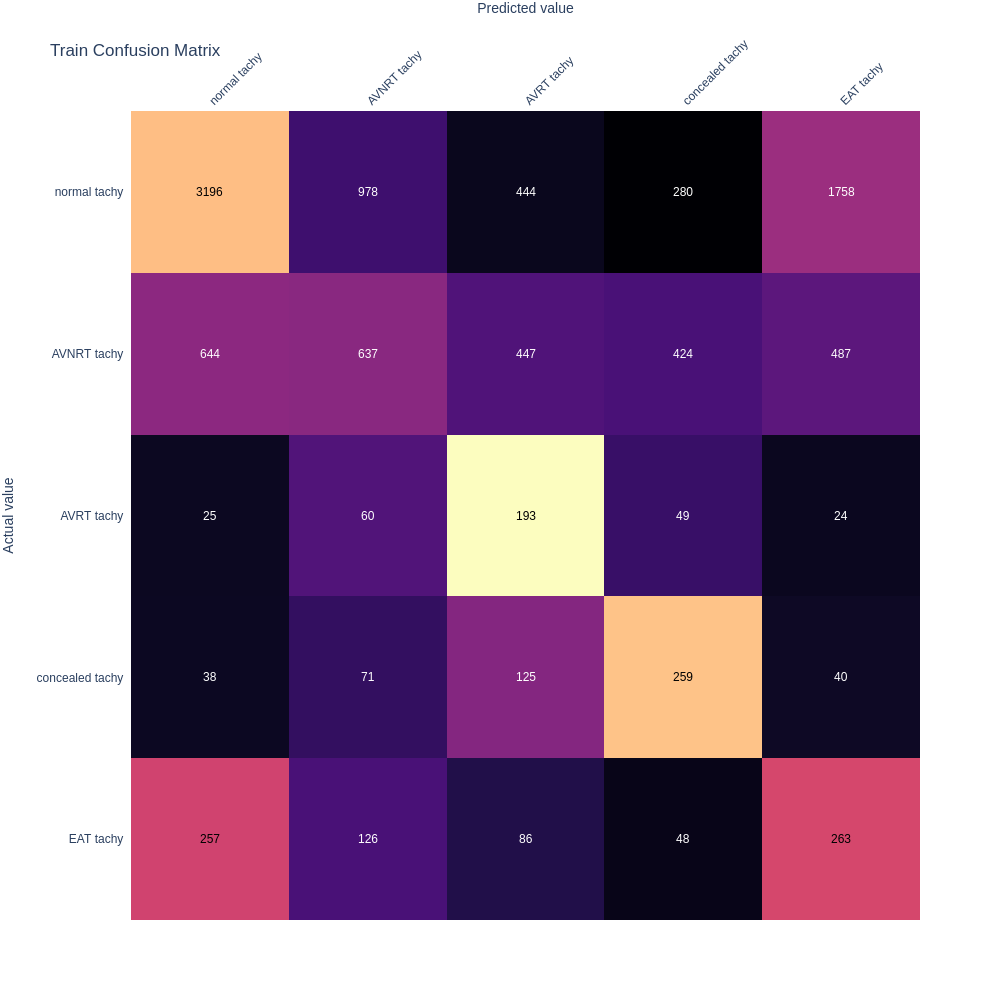 Predicted value
Train Confusion Matrix
normal tachy AVNRT tachy AVRT tachy concealed tachy EAT tachy
normal tachy 3196 978 444 280 1758
AVNRT tachy 644 637 447 424 487
AVRT tachy 25 60 193 49 24
Actual value
concealed tachy 38 71 125 259 40
EAT tachy 257 126 86 48 263